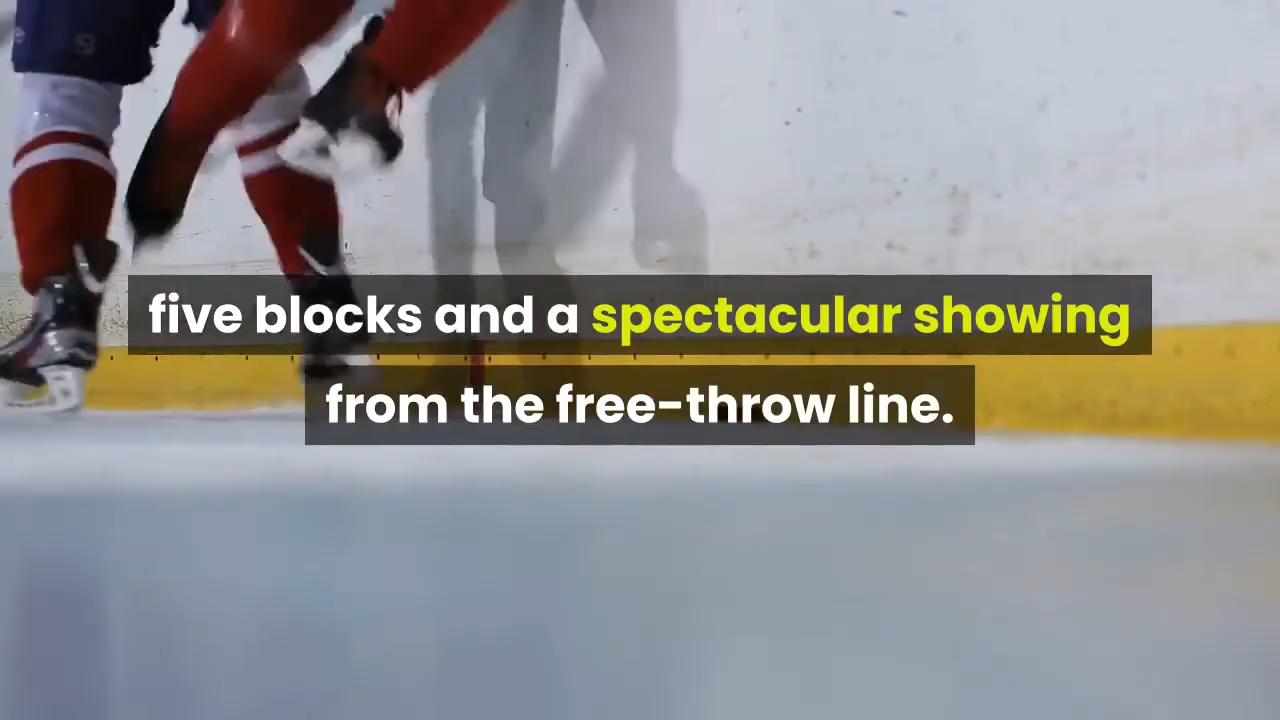 five blocks and a spectacular showing
from the free-throw line.